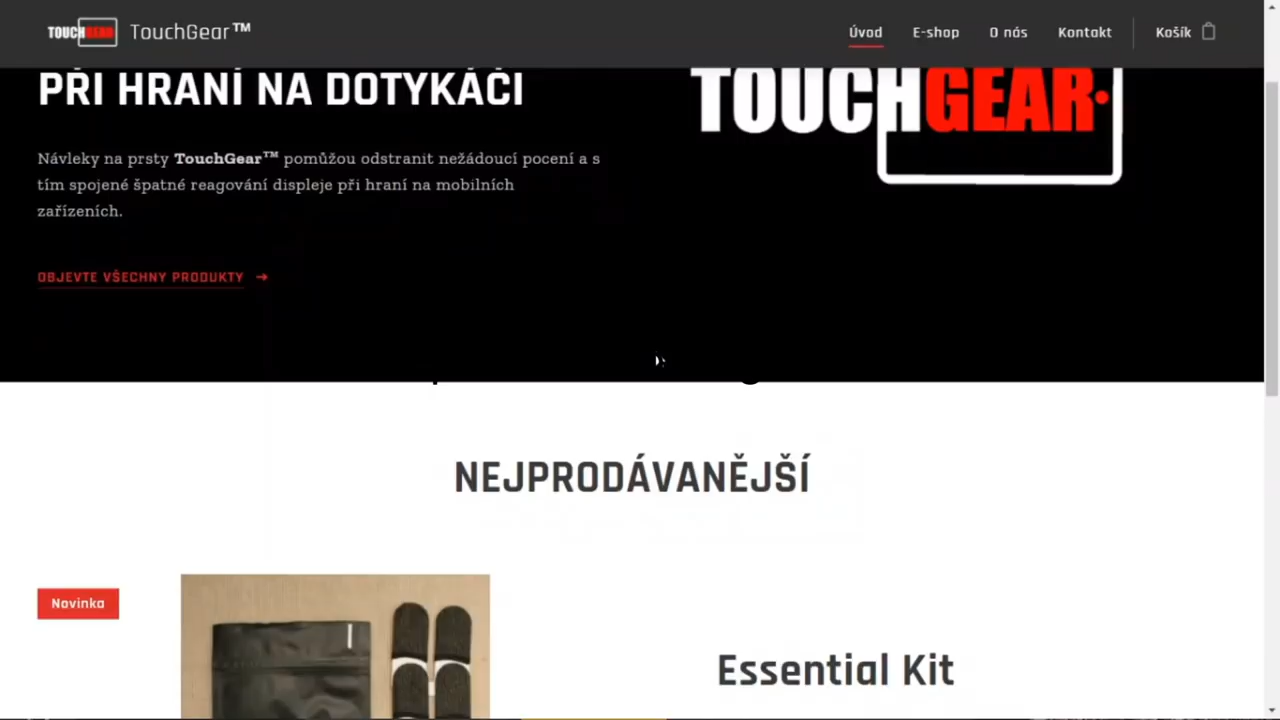 TOUCHGEAR TouchGear™
Úvod E-shop O nás Kontakt Košík
PŘI HRANÍ NA DOTYKÁČI
TOUCHGEAR
Návleky na prsty TouchGear™ pomůžou odstranit nežádoucí pocení a s
tím spojené špatné reagování displeje při hraní na mobilních
zařízeních.
OBJEVTE VŠECHNY PRODUKTY →
NEJPRODÁVANĚJŠÍ
Novinka
Essential Kit